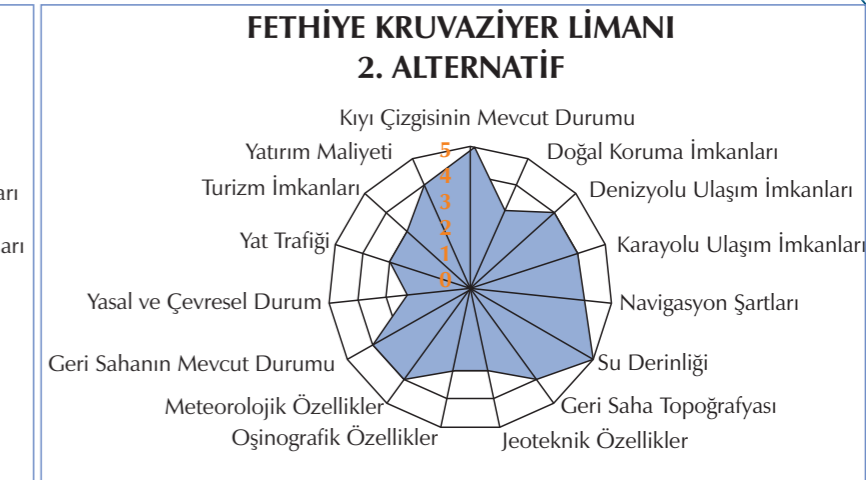 FETHİYE KRUVAZİYER LİMANI
2. ALTERNATİF
Kıyı Çizgisinin Mevcut Durumu
Yatırım Maliyeti
5
Doğal Koruma İmkanları
Turizm İmkanları
4
Denizyolu Ulaşım İmkanları
arı
3
Yat Trafiği
2
Karayolu Ulaşım İmkanları
arı
1
0
Yasal ve Çevresel Durum
Navigasyon Şartları
Geri Sahanın Mevcut Durumu
Su Derinliği
Meteorolojik Özellikler
Geri Saha Topoğrafyası
Oşinografik Özellikler
Jeoteknik Özellikler